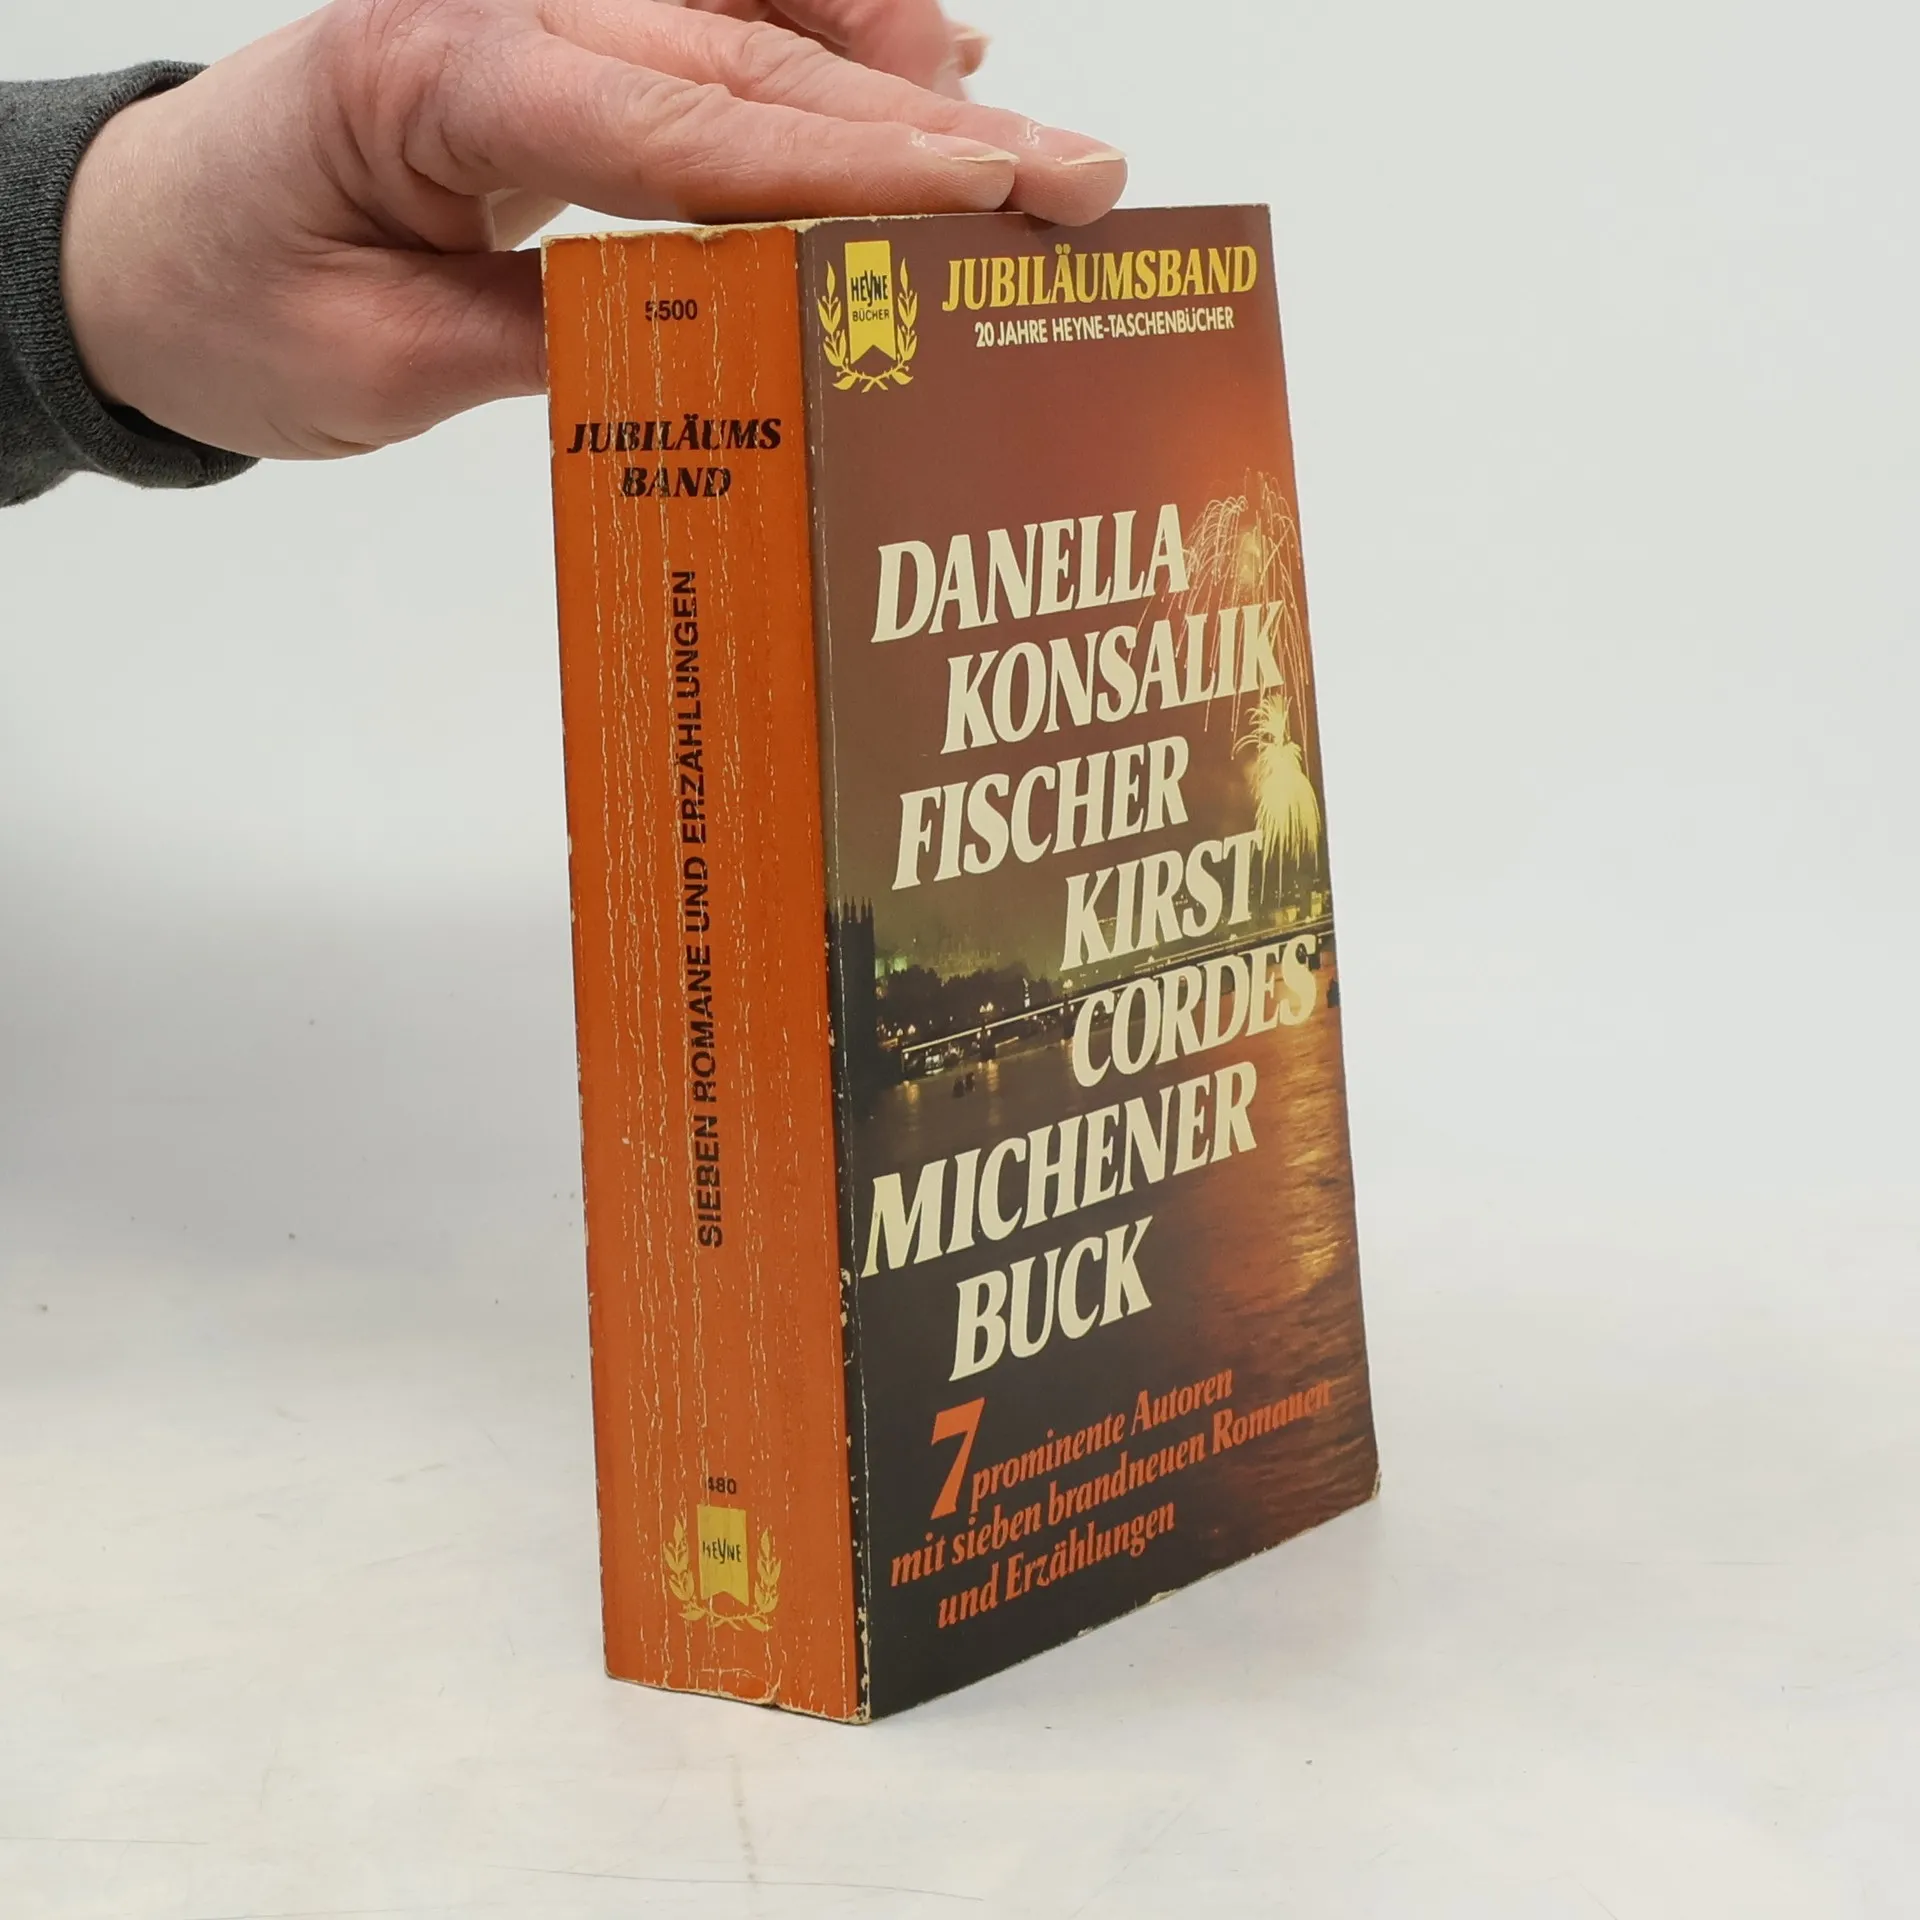 5500
JUBILÄUMS
BAND
SIEBEN ROMANE UND ERZÄHLUNGEN
480
HEYNE
HEYNE
BÜCHER
JUBILÄUMSBAND
20 JAHRE HEYNE-TASCHENBÜCHER
DANELLA
KONSALIK
FISCHER
KIRST
CORDES
MICHENER
BUCK
7 prominente Autoren
mit sieben brandneuen Romanen
und Erzählungen